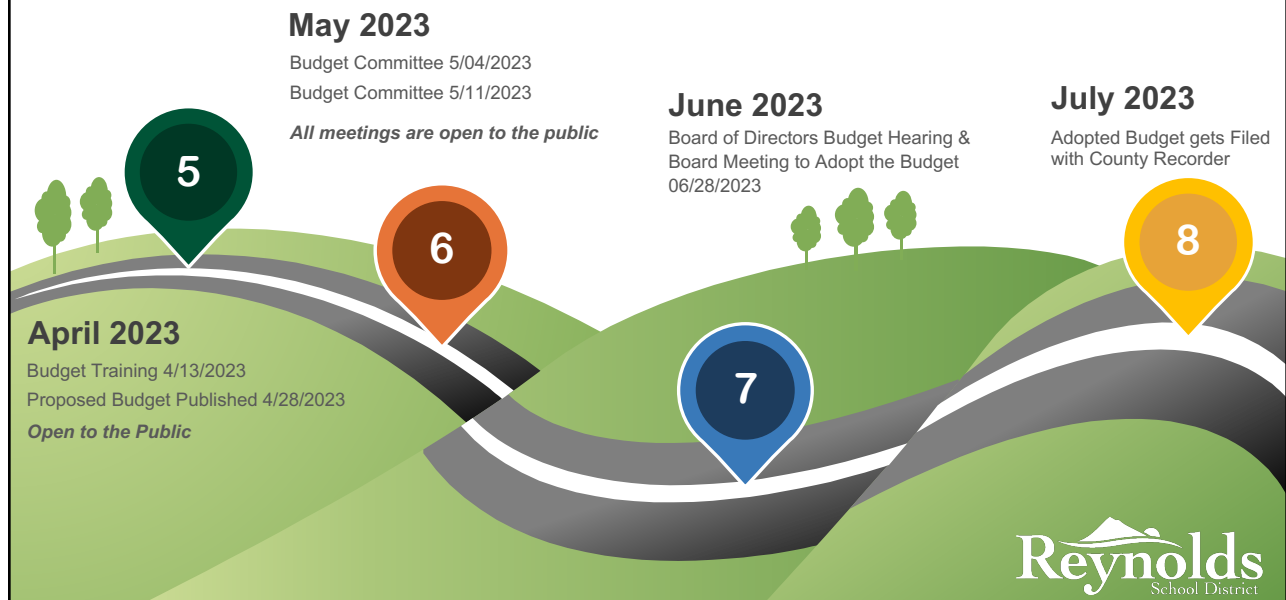 May 2023
Budget Committee 5/04/2023
Budget Committee 5/11/2023
All meetings are open to the public
June 2023
Board of Directors Budget Hearing &
Board Meeting to Adopt the Budget
06/28/2023
July 2023
Adopted Budget gets Filed
with County Recorder
5
6
8
April 2023
Budget Training 4/13/2023
Proposed Budget Published 4/28/2023
Open to the Public
7
Reynolds
School District